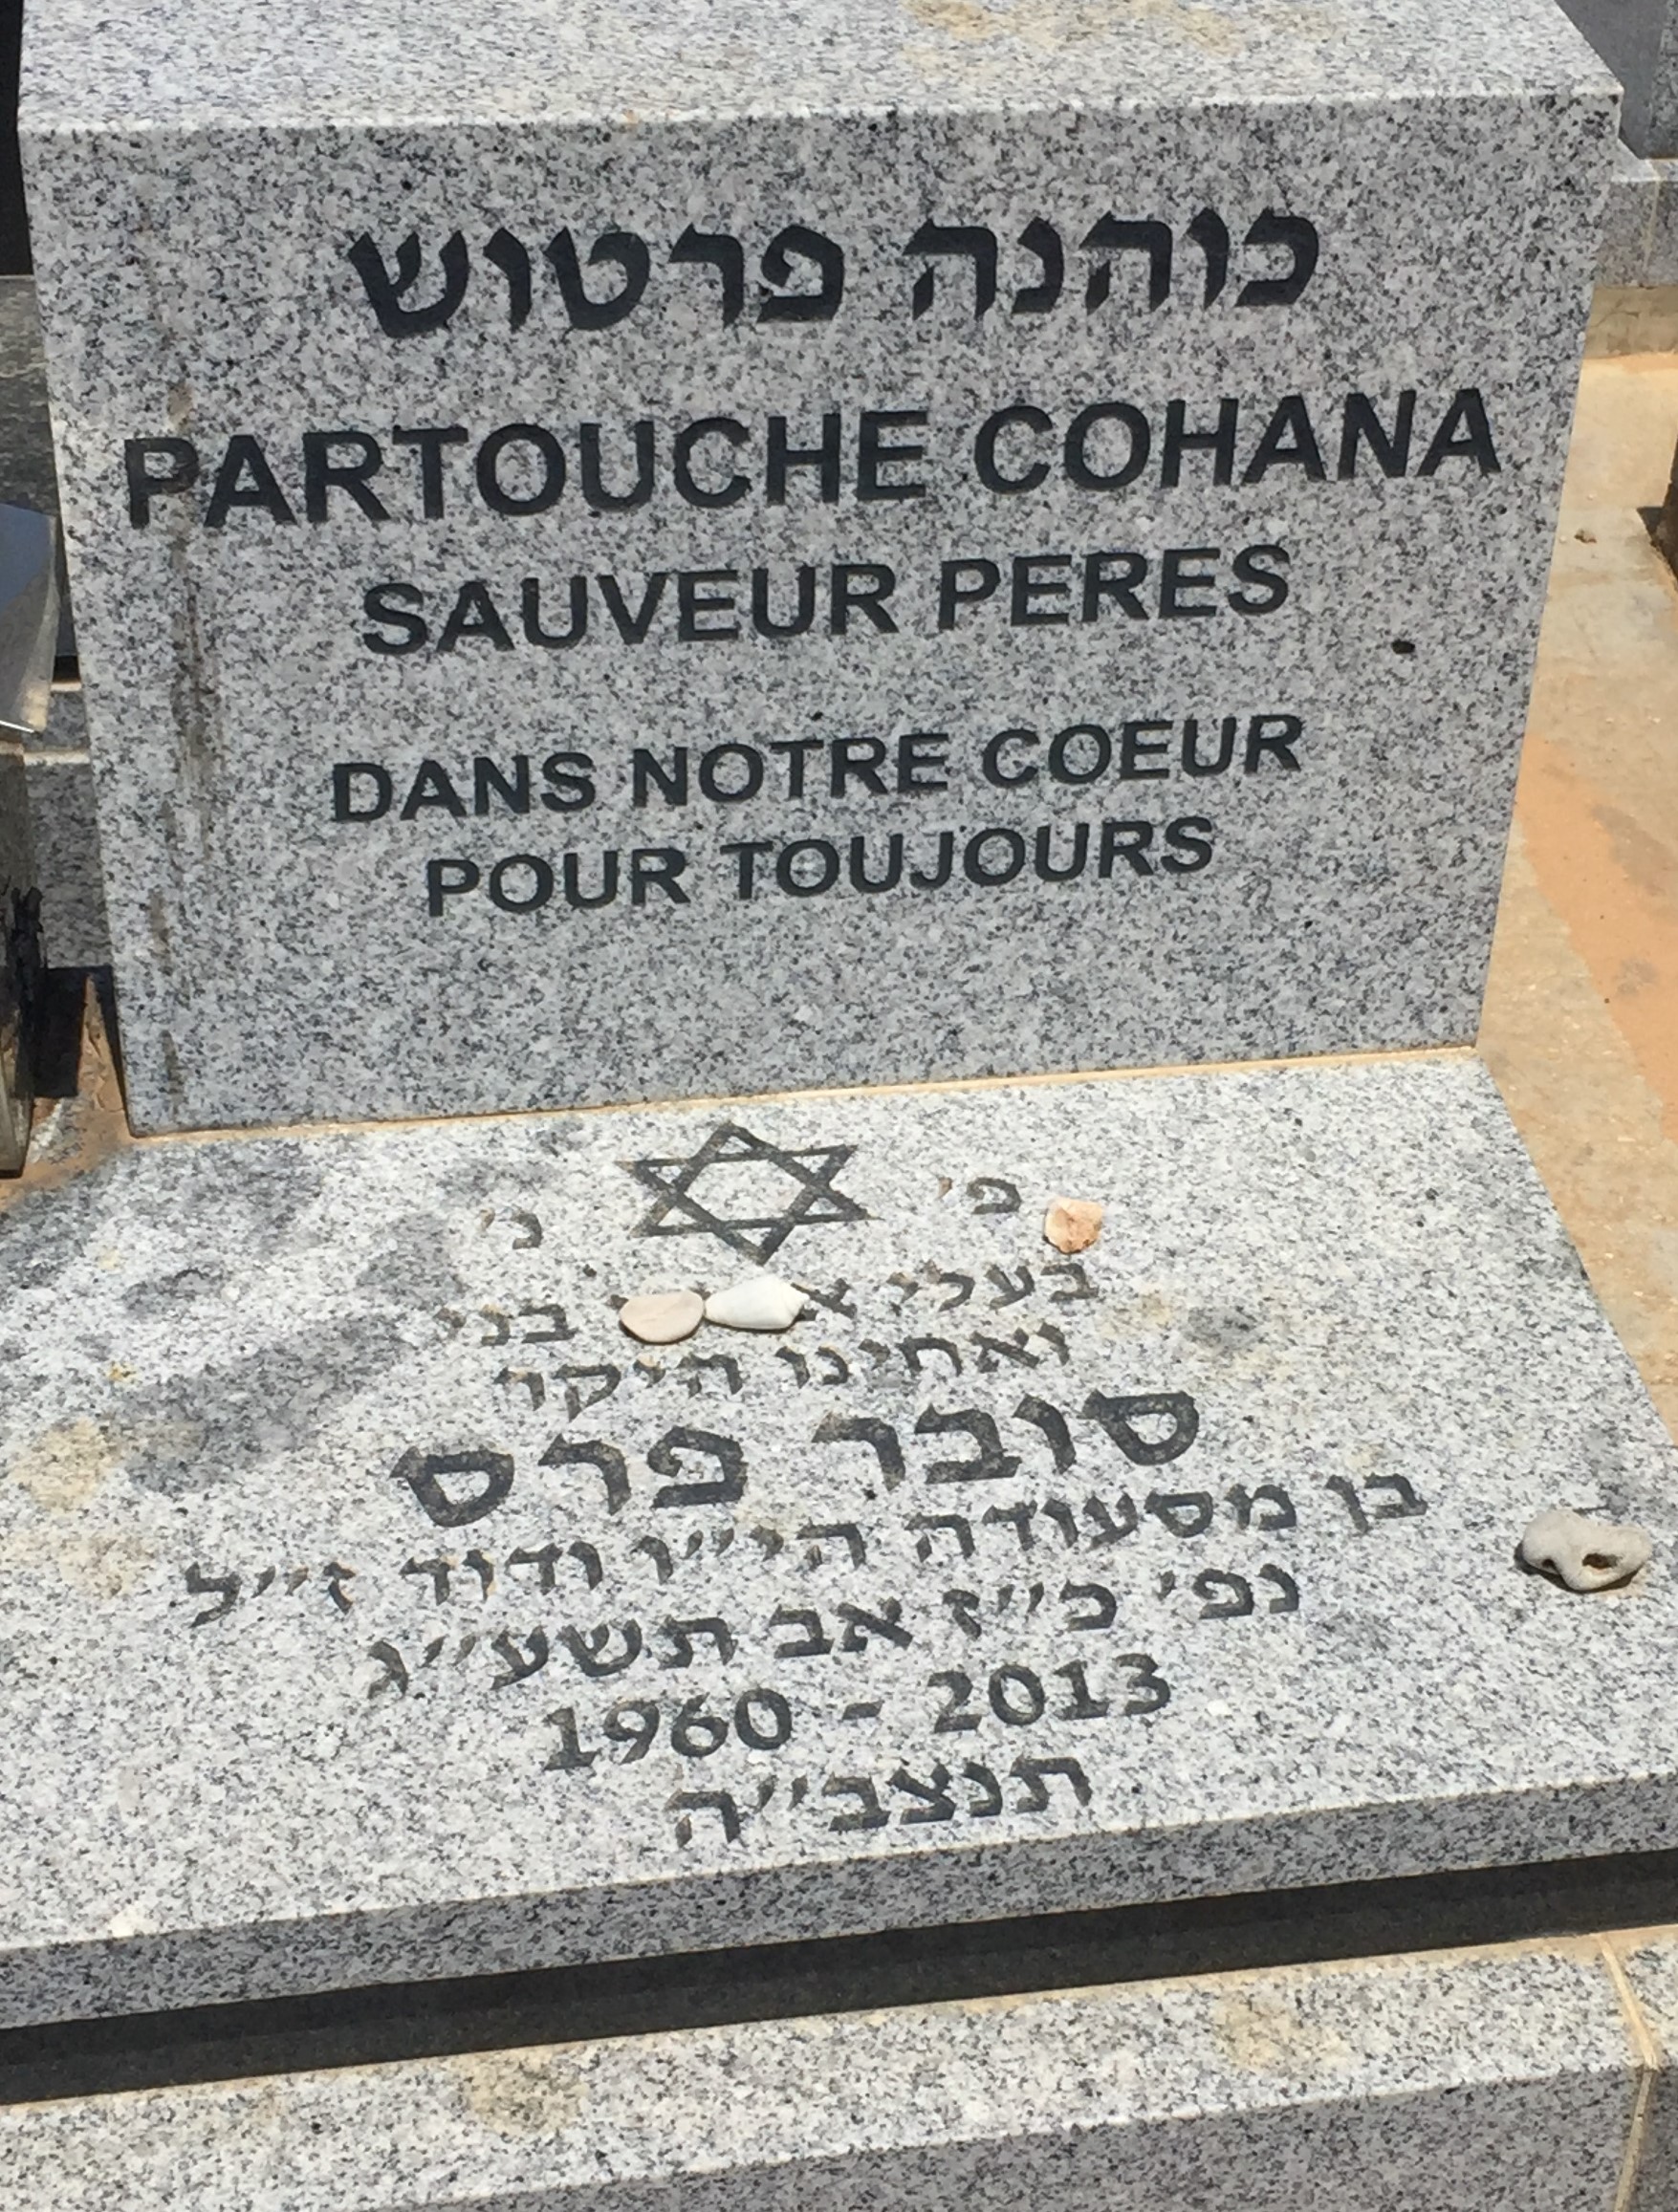 כוהנה פרטוש
PARTOUCHE COHANA
SAUVEUR PERES
DANS NOTRE COEUR
POUR TOUJOURS
פ' נ'
בעלי בני
ואחינו היקר
סובר פרס
בן מסעודה הי״ו ודוד ז״ל
נפ' כ״ז אב תשע״ג
1960 - 2013
תנצב״ה